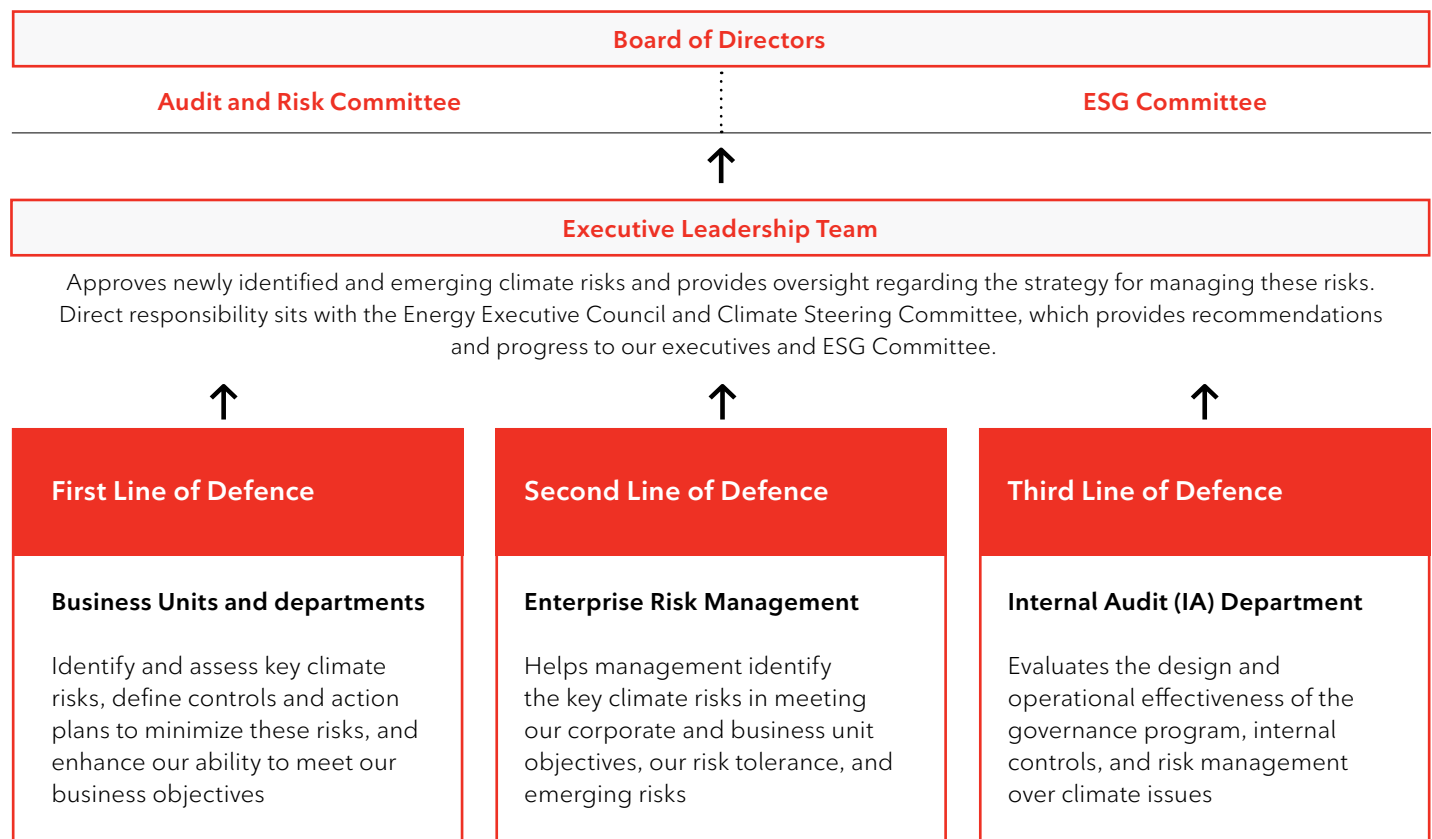 Board of Directors
Audit and Risk Committee
ESG Committee
Executive Leadership Team
Approves newly identified and emerging climate risks and provides oversight regarding the strategy for managing these risks.
Direct responsibility sits with the Energy Executive Council and Climate Steering Committee, which provides recommendations
and progress to our executives and ESG Committee.
First Line of Defence
Business Units and departments
Identify and assess key climate
risks, define controls and action
plans to minimize these risks, and
enhance our ability to meet our
business objectives
Second Line of Defence
Enterprise Risk Management
Helps management identify
the key climate risks in meeting
our corporate and business unit
objectives, our risk tolerance, and
emerging risks
Third Line of Defence
Internal Audit (IA) Department
Evaluates the design and
operational effectiveness of the
governance program, internal
controls, and risk management
over climate issues